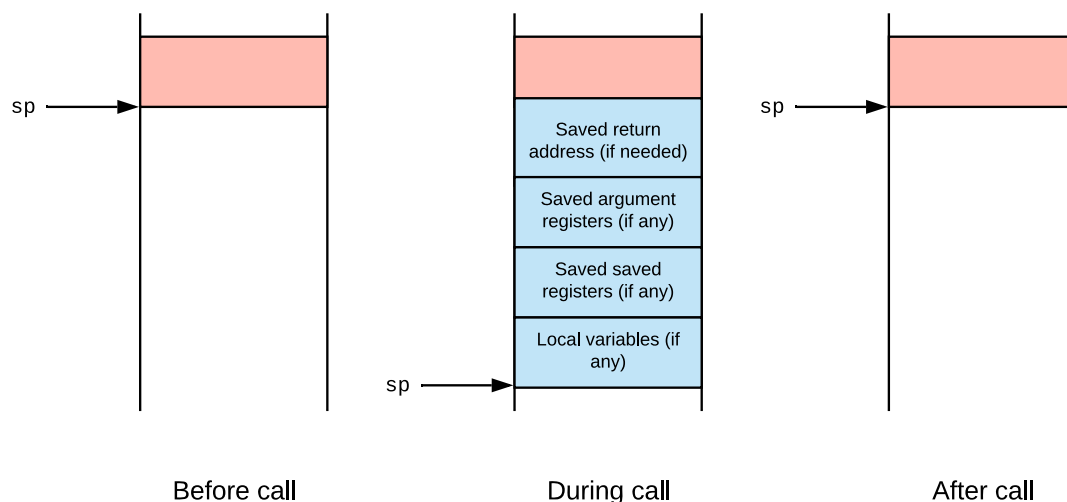 sp
Before call
Saved return
address (if needed)
Saved argument
registers (if any)
Saved saved
registers (if any)
Local variables (if
any)
sp
During call
sp
After call